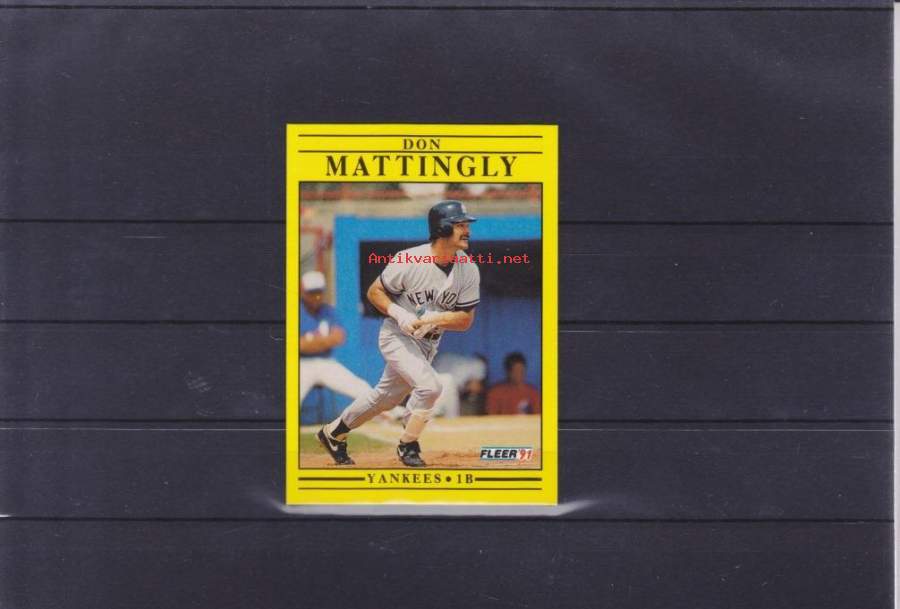 DON
MATTINGLY
Antikvariaatti.net
NEW YO
FLEER '91
YANKEES • 1B